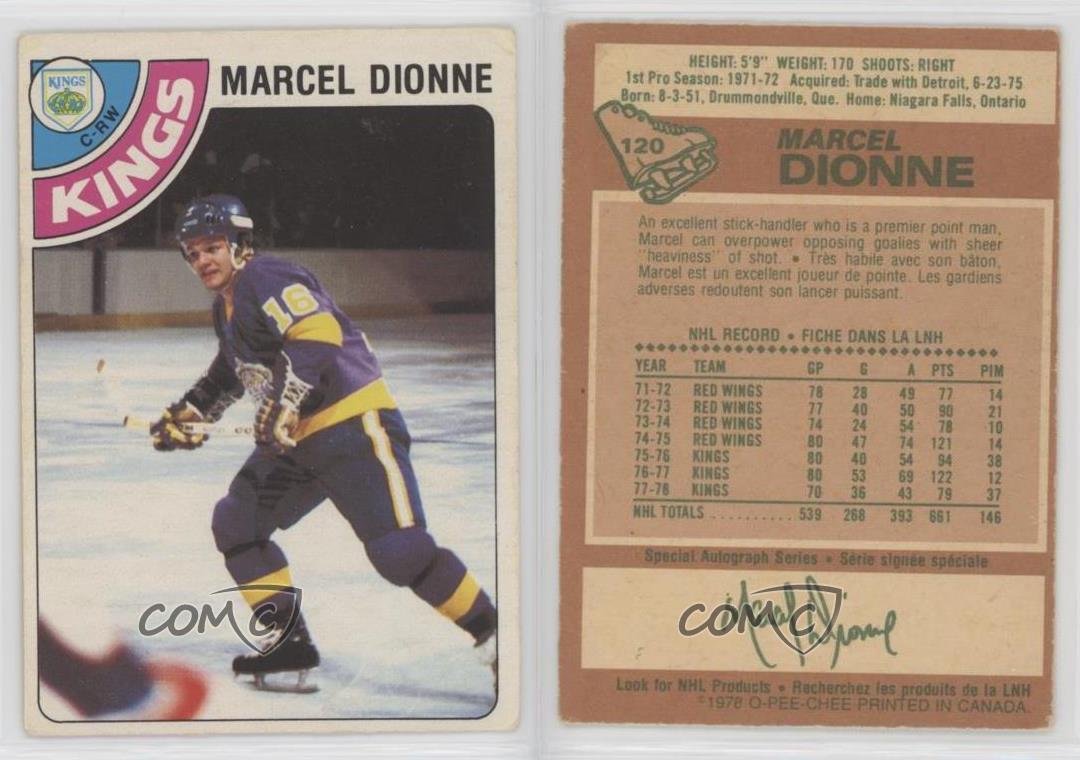 KINGS
C-RW
KINGS
MARCEL DIONNE
16
COMC
HEIGHT: 5'9" WEIGHT: 170 SHOOTS: RIGHT
1st Pro Season: 1971-72 Acquired: Trade with Detroit, 6-23-75
Born: 8-3-51, Drummondville, Que. Home: Niagara Falls, Ontario
120
MARCEL
DIONNE
An excellent stick-handler who is a premier point man,
Marcel can overpower opposing goalies with sheer
"heaviness" of shot. • Très habile avec son bâton,
Marcel est un excellent joueur de pointe. Les gardiens
adverses redoutent son lancer puissant.
NHL RECORD • FICHE DANS LA LNH
YEAR TEAM GP G A PTS PIM
71-72 RED WINGS 78 28 49 77 14
72-73 RED WINGS 77 40 50 90 21
73-74 RED WINGS 74 24 54 78 10
74-75 RED WINGS 80 47 74 121 14
75-76 KINGS 80 40 54 94 38
76-77 KINGS 80 53 69 122 12
77-78 KINGS 70 36 43 79 37
NHL TOTALS .......... 539 268 393 661 146
Special Autograph Series • Série signée spéciale
Marcel Dionne
COMC
Look for NHL Products • Recherchez les produits de la LNH
©1978 O-PEE-CHEE PRINTED IN CANADA.